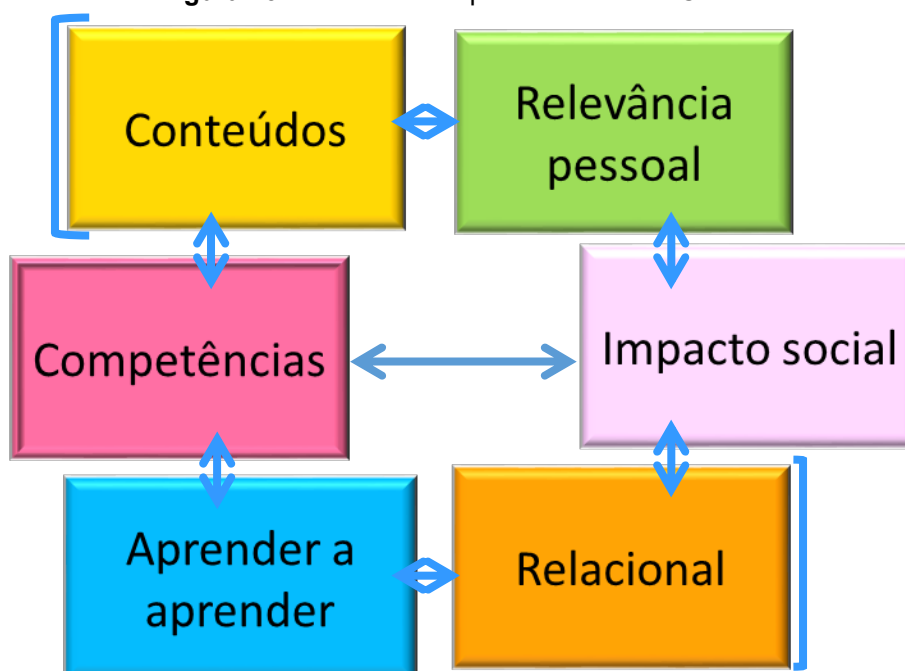 Conteúdos
Relevância
pessoal
Competências
Impacto social
Aprender a
aprender
Relacional